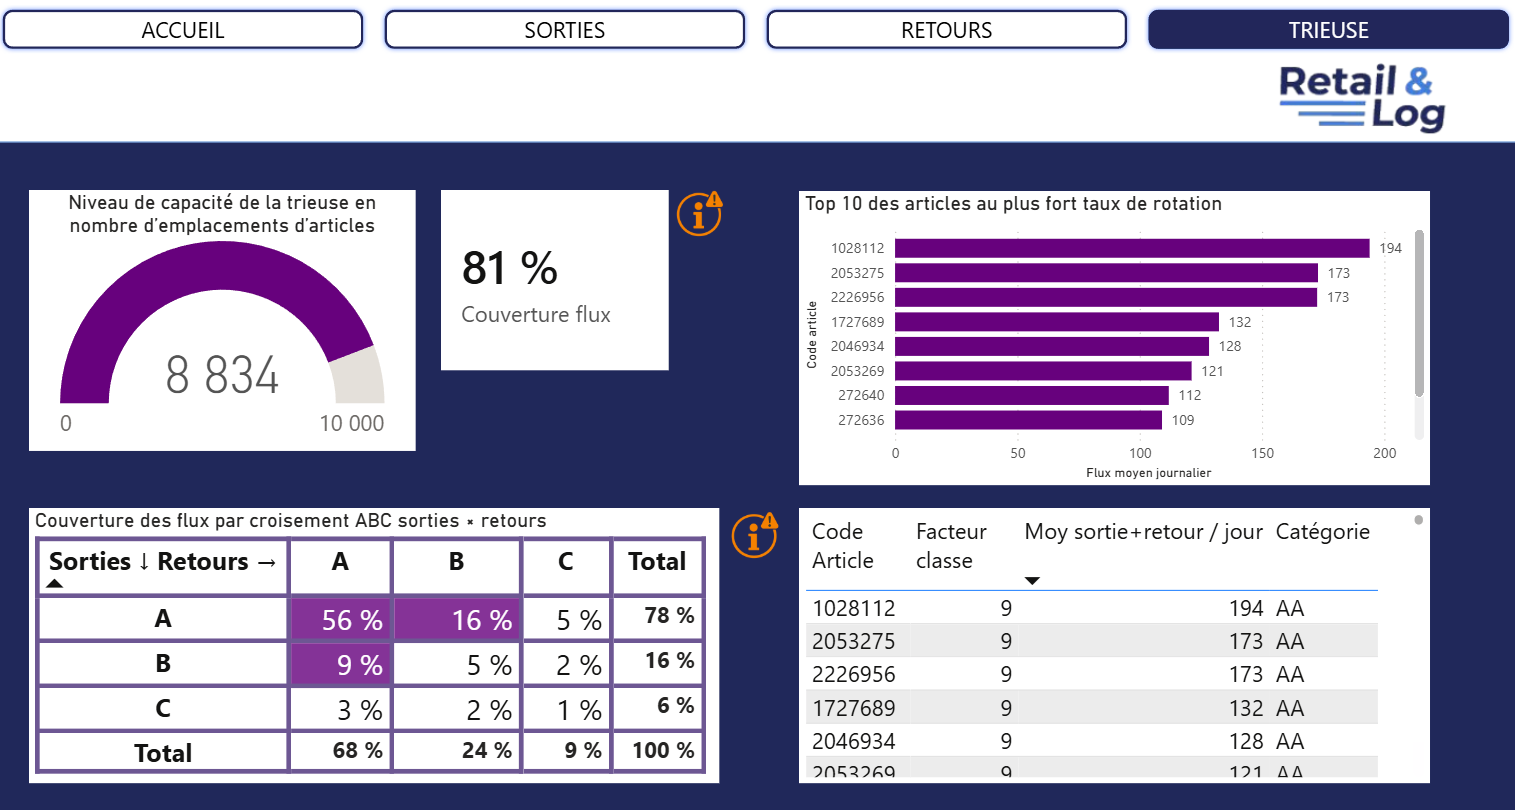 ACCUEIL
SORTIES
RETOURS
TRIEUSE
Retail &
Log
Niveau de capacité de la trieuse en
nombre d’emplacements d’articles
8 834
0
10 000
81 %
Couverture flux
Top 10 des articles au plus fort taux de rotation
Code article
1028112 194
2053275 173
2226956 173
1727689 132
2046934 128
2053269 121
272640 112
272636 109
0 50 100 150 200
Flux moyen journalier
Couverture des flux par croisement ABC sorties × retours
Sorties ↓ Retours → A B C Total
A 56 % 16 % 5 % 78 %
B 9 % 5 % 2 % 16 %
C 3 % 2 % 1 % 6 %
Total 68 % 24 % 9 % 100 %
Code Facteur Moy sortie+retour / jour Catégorie
Article classe
1028112 9 194 AA
2053275 9 173 AA
2226956 9 173 AA
1727689 9 132 AA
2046934 9 128 AA
2053269 9 121 AA